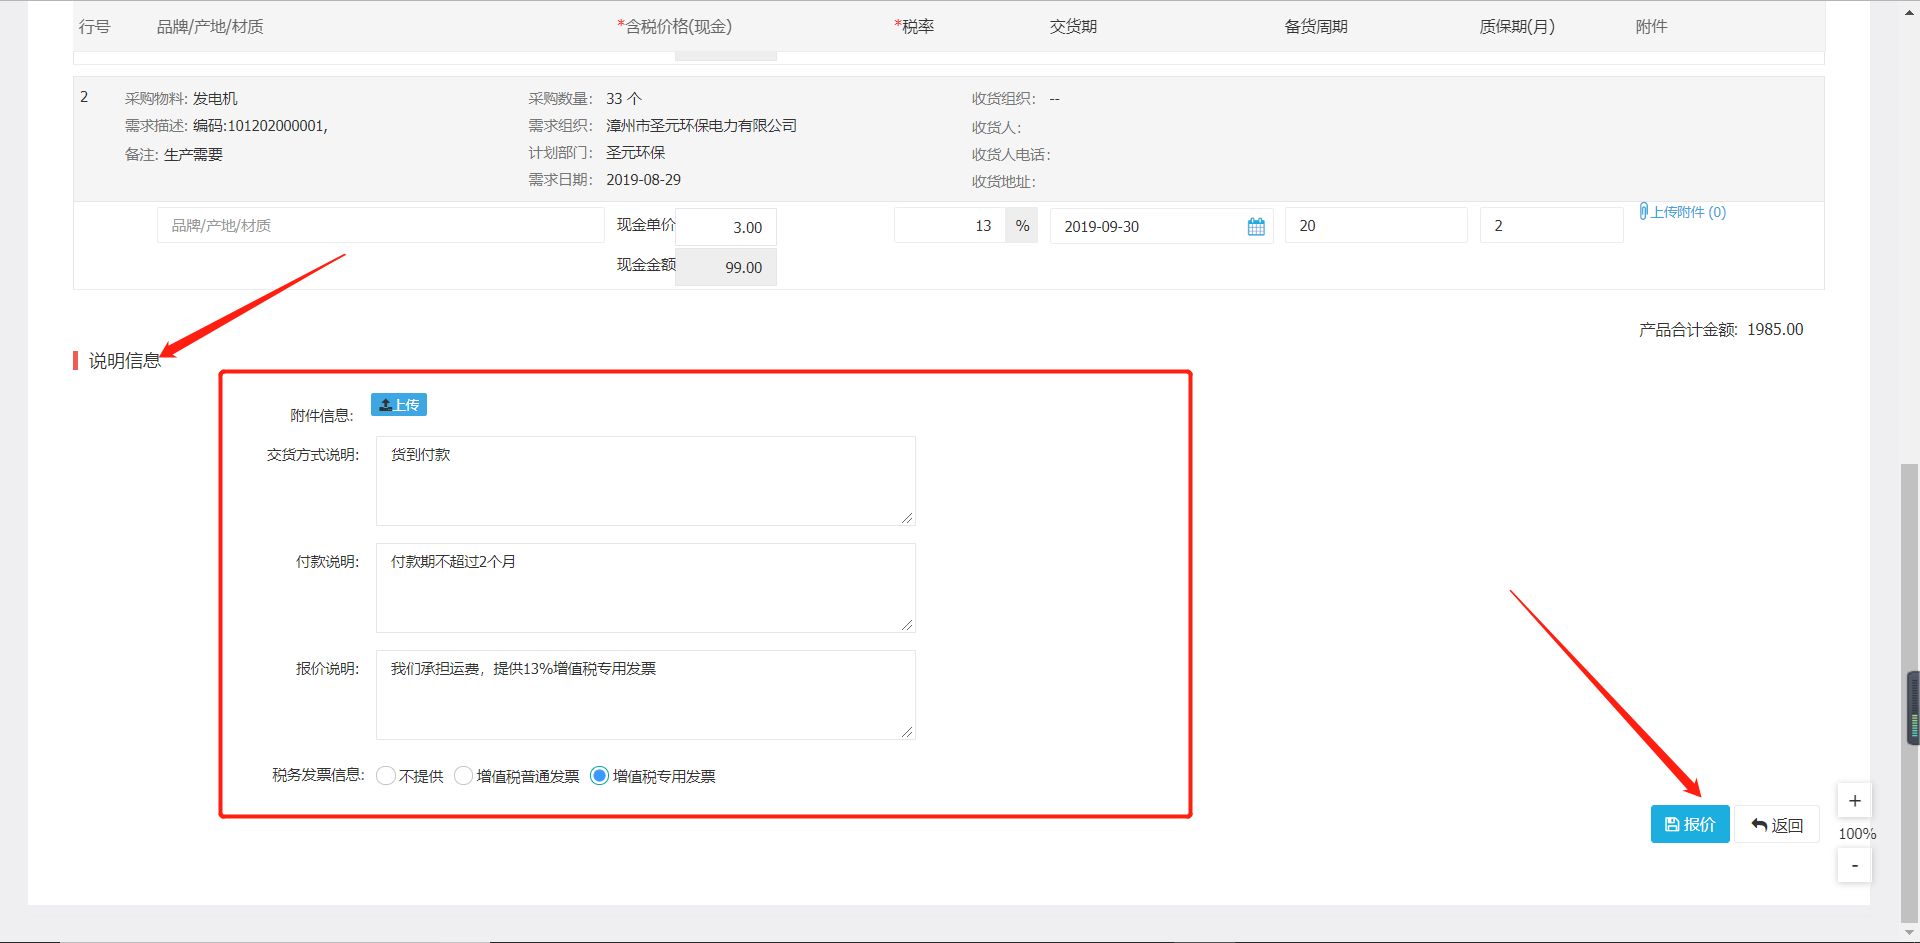 行号 品牌/产地/材质 *含税价格(现金) *税率 交货期 备货周期 质保期(月) 附件
2 采购物料: 发电机 采购数量: 33 个 收货组织: --
需求描述: 编码:101202000001, 需求组织: 漳州市圣元环保电力有限公司 收货人:
备注: 生产需要 计划部门: 圣元环保 收货人电话:
需求日期: 2019-08-29 收货地址:
品牌/产地/材质 现金单价 3.00 13 % 2019-09-30 20 2 上传附件 (0)
现金金额 99.00
产品合计金额: 1985.00
说明信息
附件信息: 上传
交货方式说明: 货到付款
付款说明: 付款期不超过2个月
报价说明: 我们承担运费，提供13%增值税专用发票
税务发票信息: 不提供 增值税普通发票 增值税专用发票
报价 返回
+
100%
-